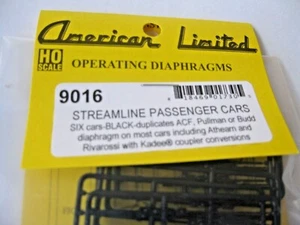 American Limited
HO
SCALE
OPERATING DIAPHRAGMS
9016
STREAMLINE PASSENGER CARS
SIX cars-BLACK-duplicates ACF, Pullman or Budd
diaphragm on most cars including Athearn and
Rivarossi with Kadee® coupler conversions